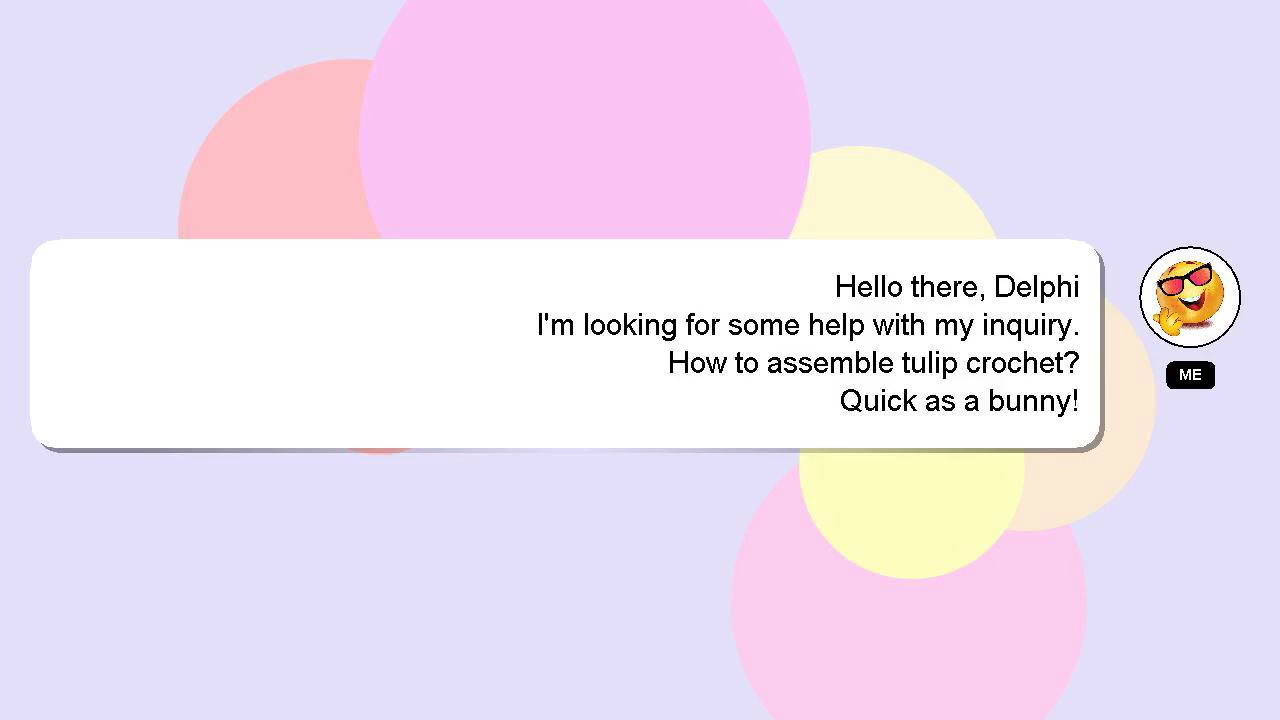 Hello there, Delphi
I'm looking for some help with my inquiry.
How to assemble tulip crochet?
Quick as a bunny!
ME